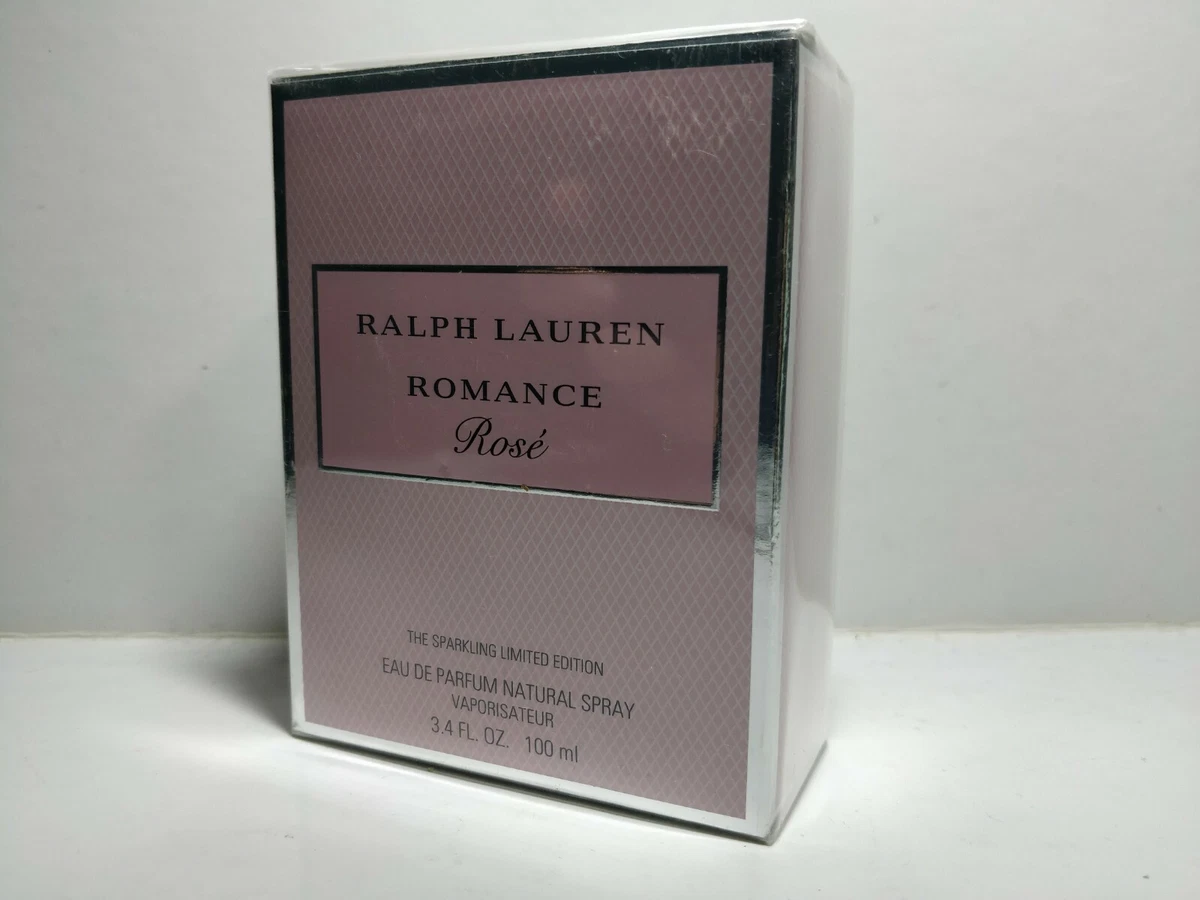 RALPH LAUREN
ROMANCE
Rosé
THE SPARKLING LIMITED EDITION
EAU DE PARFUM NATURAL SPRAY
VAPORISATEUR
3.4 FL. OZ. 100 ml